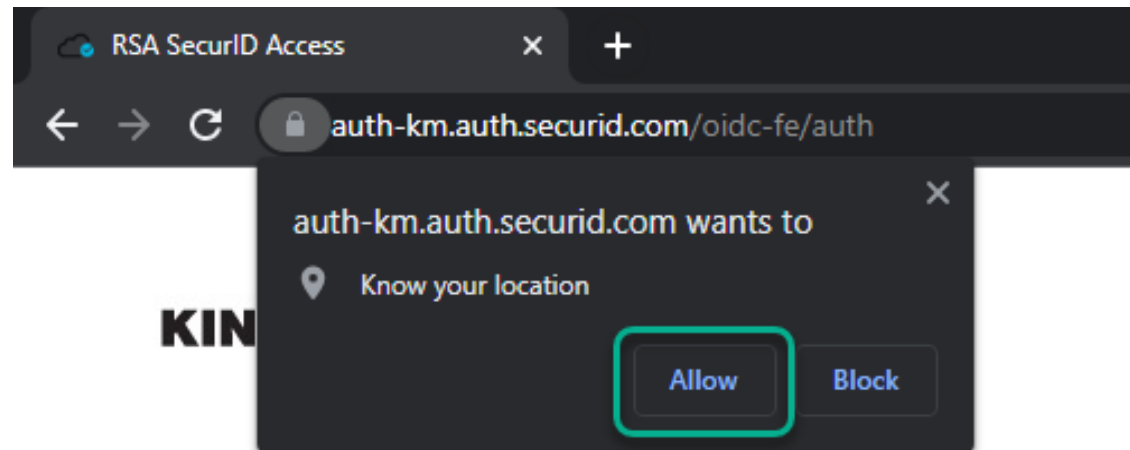 RSA SecurID Access
auth-km.auth.securid.com/oidc-fe/auth
auth-km.auth.securid.com wants to
Know your location
KIN
Allow Block